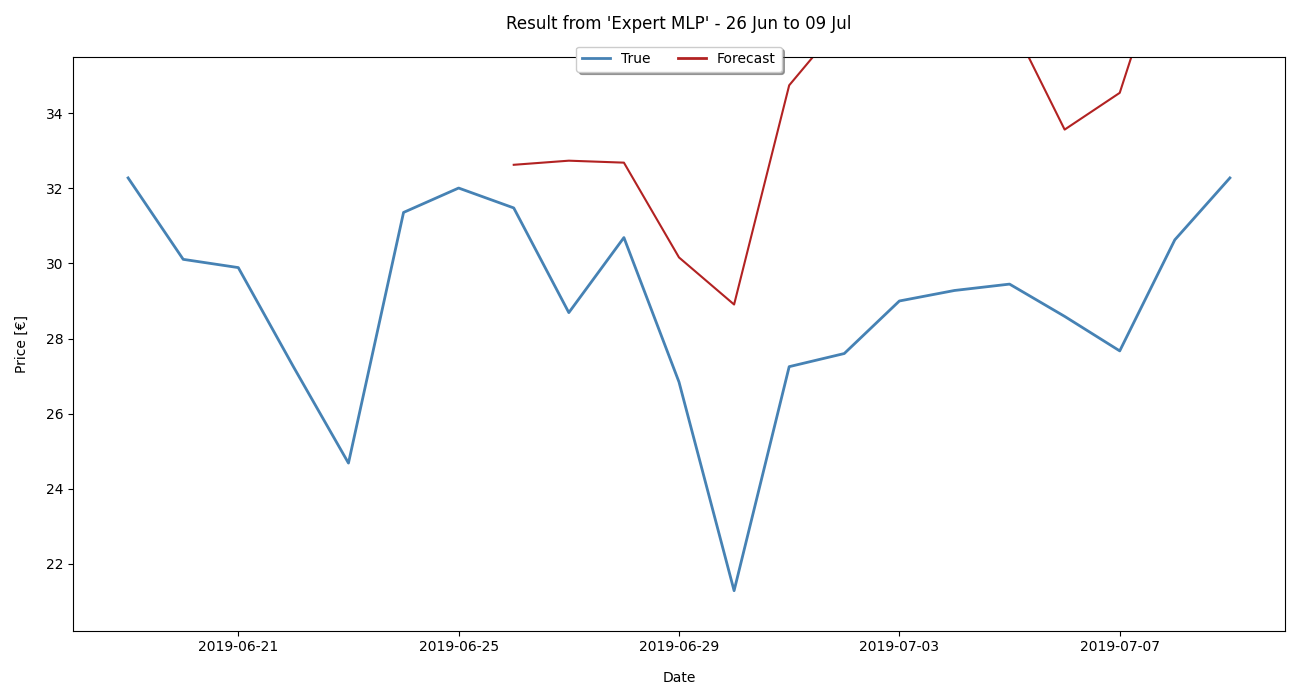 Result from 'Expert MLP' - 26 Jun to 09 Jul
True Forecast
34
32
30
28
26
24
22
Price [€]
2019-06-21 2019-06-25 2019-06-29 2019-07-03 2019-07-07
Date